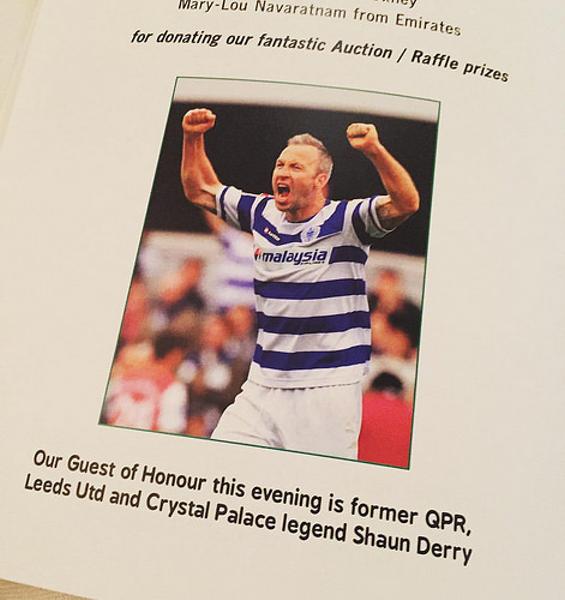 Mary-Lou Navaratnam from Emirates
for donating our fantastic Auction / Raffle prizes
malaysia
Our Guest of Honour this evening is former QPR,
Leeds Utd and Crystal Palace legend Shaun Derry